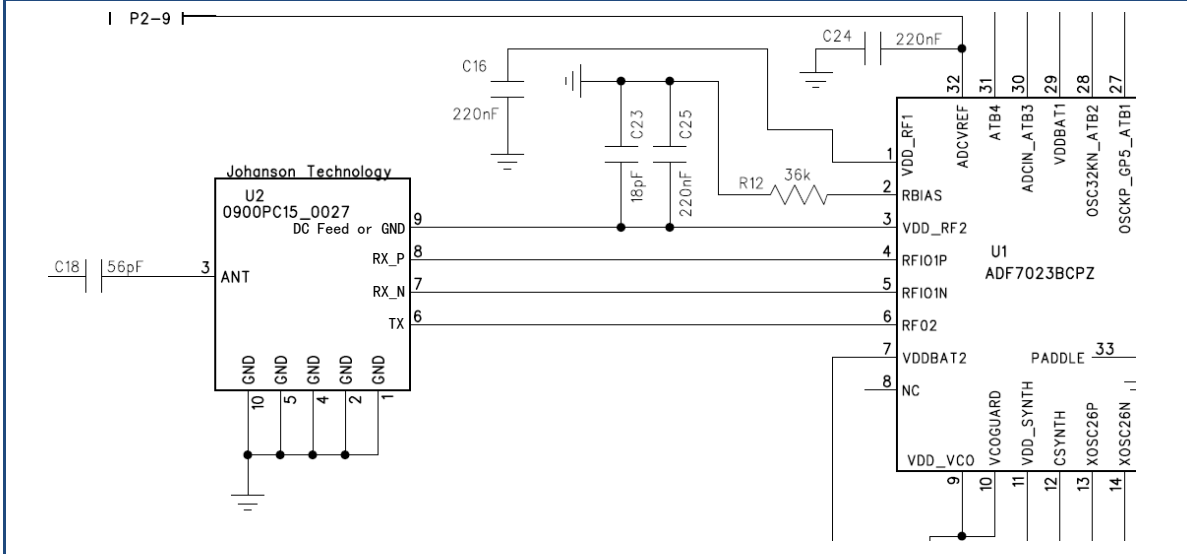 P2-9
C24 220nF
C16
220nF
C23
18pF
C25
220nF
R12 36k
Johanson Technology
U2
0900PC15_0027
DC Feed or GND 9
RX_P 8
RX_N 7
TX 6
3 ANT
C18 56pF
GND GND GND GND GND
10 5 4 2 1
32 31 30 29 28 27
ADCVREF
ATB4
ADCIN_ATB3
VDDBAT1
OSC32KN_ATB2
OSCKP_GP5_ATB1
1 VDD_RF1
2 RBIAS
3 VDD_RF2
4 RFIO1P
5 RFIO1N
6 RFO2
7 VDDBAT2
8 NC
U1
ADF7023BCPZ
PADDLE 33
VDD_VCO
VCOGUARD
VDD_SYNTH
CSYNTH
XOSC26P
XOSC26N
9 10 11 12 13 14